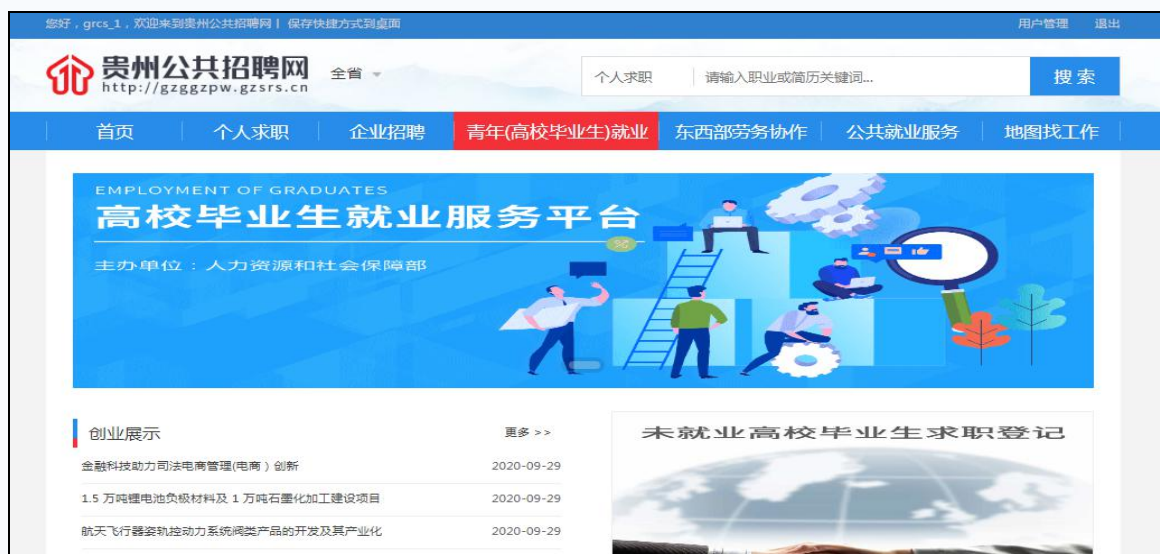 您好，grcs_1，欢迎来到贵州公共招聘网 | 保存快捷方式到桌面 用户管理 退出
贵州公共招聘网 全省 个人求职 请输入职业或简历关键词... 搜索
http://gzggzpw.gzsrs.cn
首页 个人求职 企业招聘 青年(高校毕业生)就业 东西部劳务协作 公共就业服务 地图找工作
EMPLOYMENT OF GRADUATES
高校毕业生就业服务平台
主办单位：人力资源和社会保障部
创业展示 更多 >>
未就业高校毕业生求职登记
金融科技助力司法电商管理(电商）创新 2020-09-29
1.5 万吨锂电池负极材料及 1 万吨石墨化加工建设项目 2020-09-29
航天飞行器姿轨控动力系统阀类产品的开发及其产业化 2020-09-29